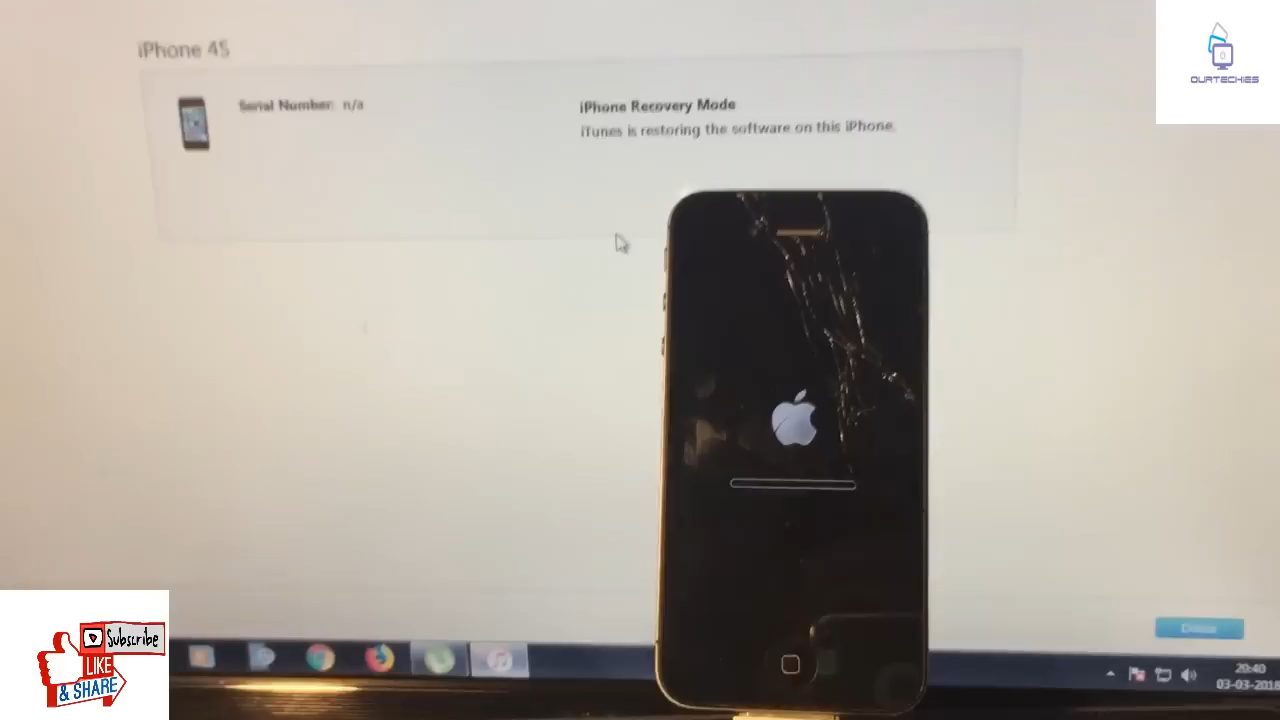 iPhone 4S
Serial Number: n/a
iPhone Recovery Mode
iTunes is restoring the software on this iPhone.
OURTECHIES
Subscribe
LIKE
& SHARE
20:40
03-03-2018